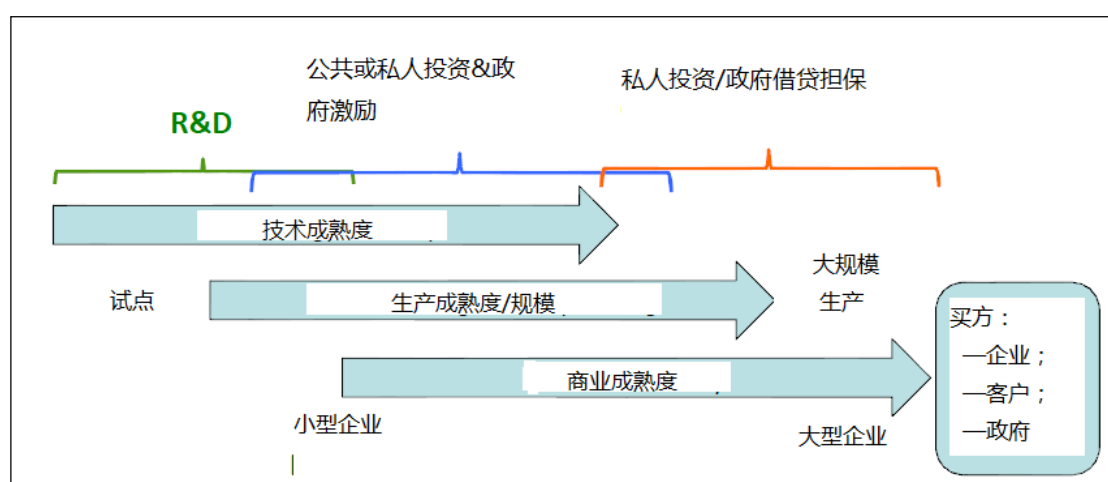 公共或私人投资&政
府激励
私人投资/政府借贷担保
R&D
技术成熟度
试点
生产成熟度/规模
大规模
生产
商业成熟度
小型企业
大型企业
买方：
—企业；
—客户；
—政府